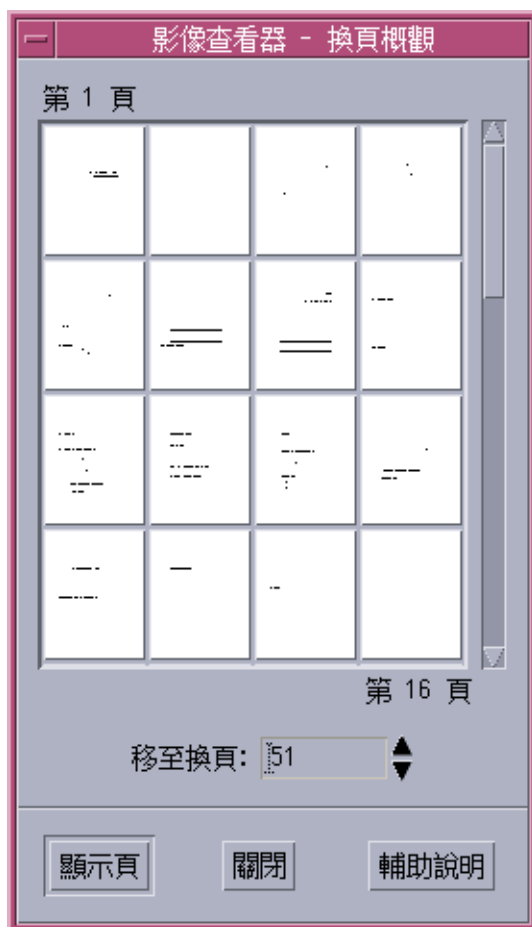 影像查看器 - 換頁概觀
第 1 頁
第 16 頁
移至換頁: 51
顯示頁 關閉 輔助說明